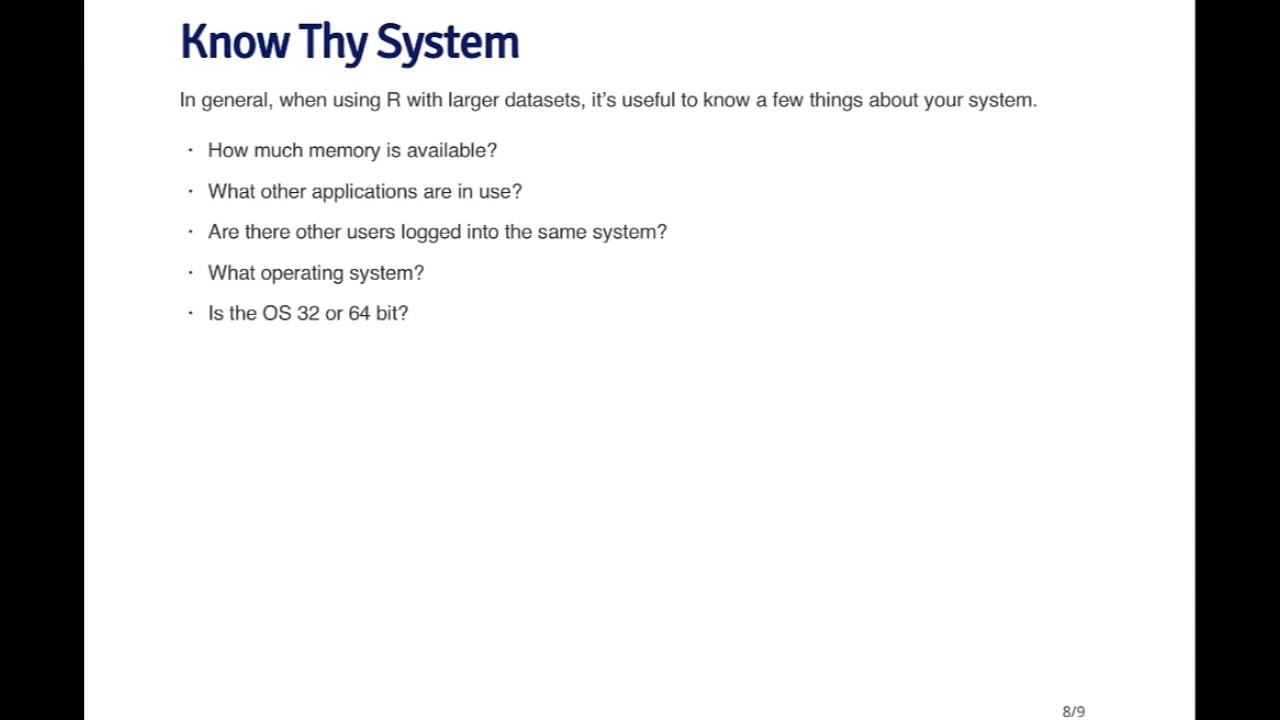 Know Thy System
In general, when using R with larger datasets, it's useful to know a few things about your system.
· How much memory is available?
· What other applications are in use?
· Are there other users logged into the same system?
· What operating system?
· Is the OS 32 or 64 bit?
8/9